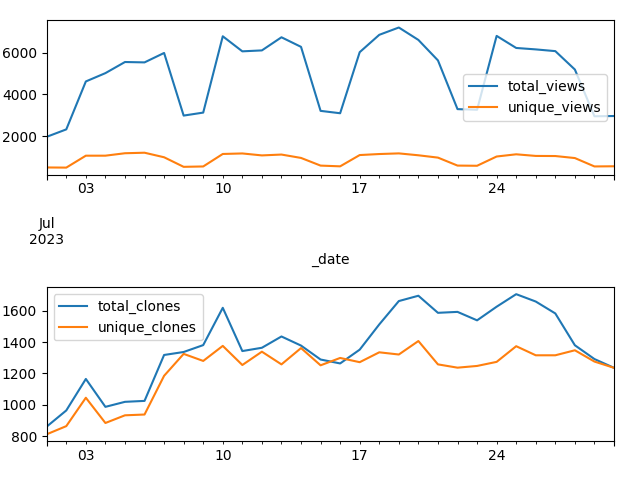 6000
4000
2000
total_views
unique_views
03
10
17
24
Jul
2023
_date
1600
1400
1200
1000
800
total_clones
unique_clones
03
10
17
24